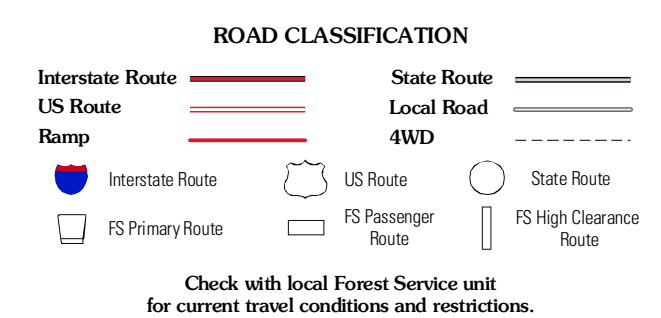 ROAD CLASSIFICATION
Interstate Route
State Route
US Route
Local Road
Ramp
4WD
Interstate Route
US Route
State Route
FS Primary Route
FS Passenger
Route
FS High Clearance
Route
Check with local Forest Service unit
for current travel conditions and restrictions.